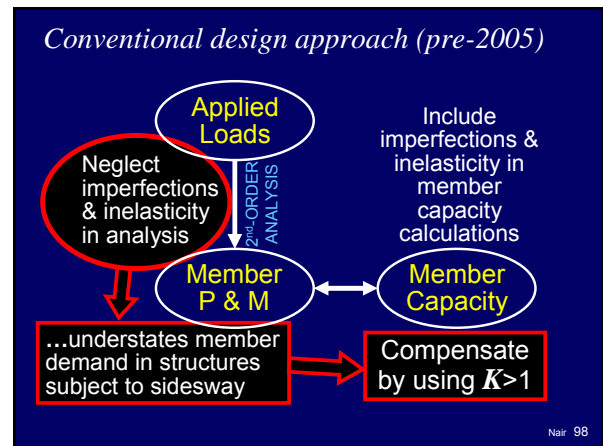 Conventional design approach (pre-2005)
Applied
Loads
Neglect
imperfections
& inelasticity
in analysis
2nd-ORDER
ANALYSIS
Include
imperfections &
inelasticity in
member
capacity
calculations
Member
P & M
Member
Capacity
...understates member
demand in structures
subject to sidesway
Compensate
by using K>1
Nair 98